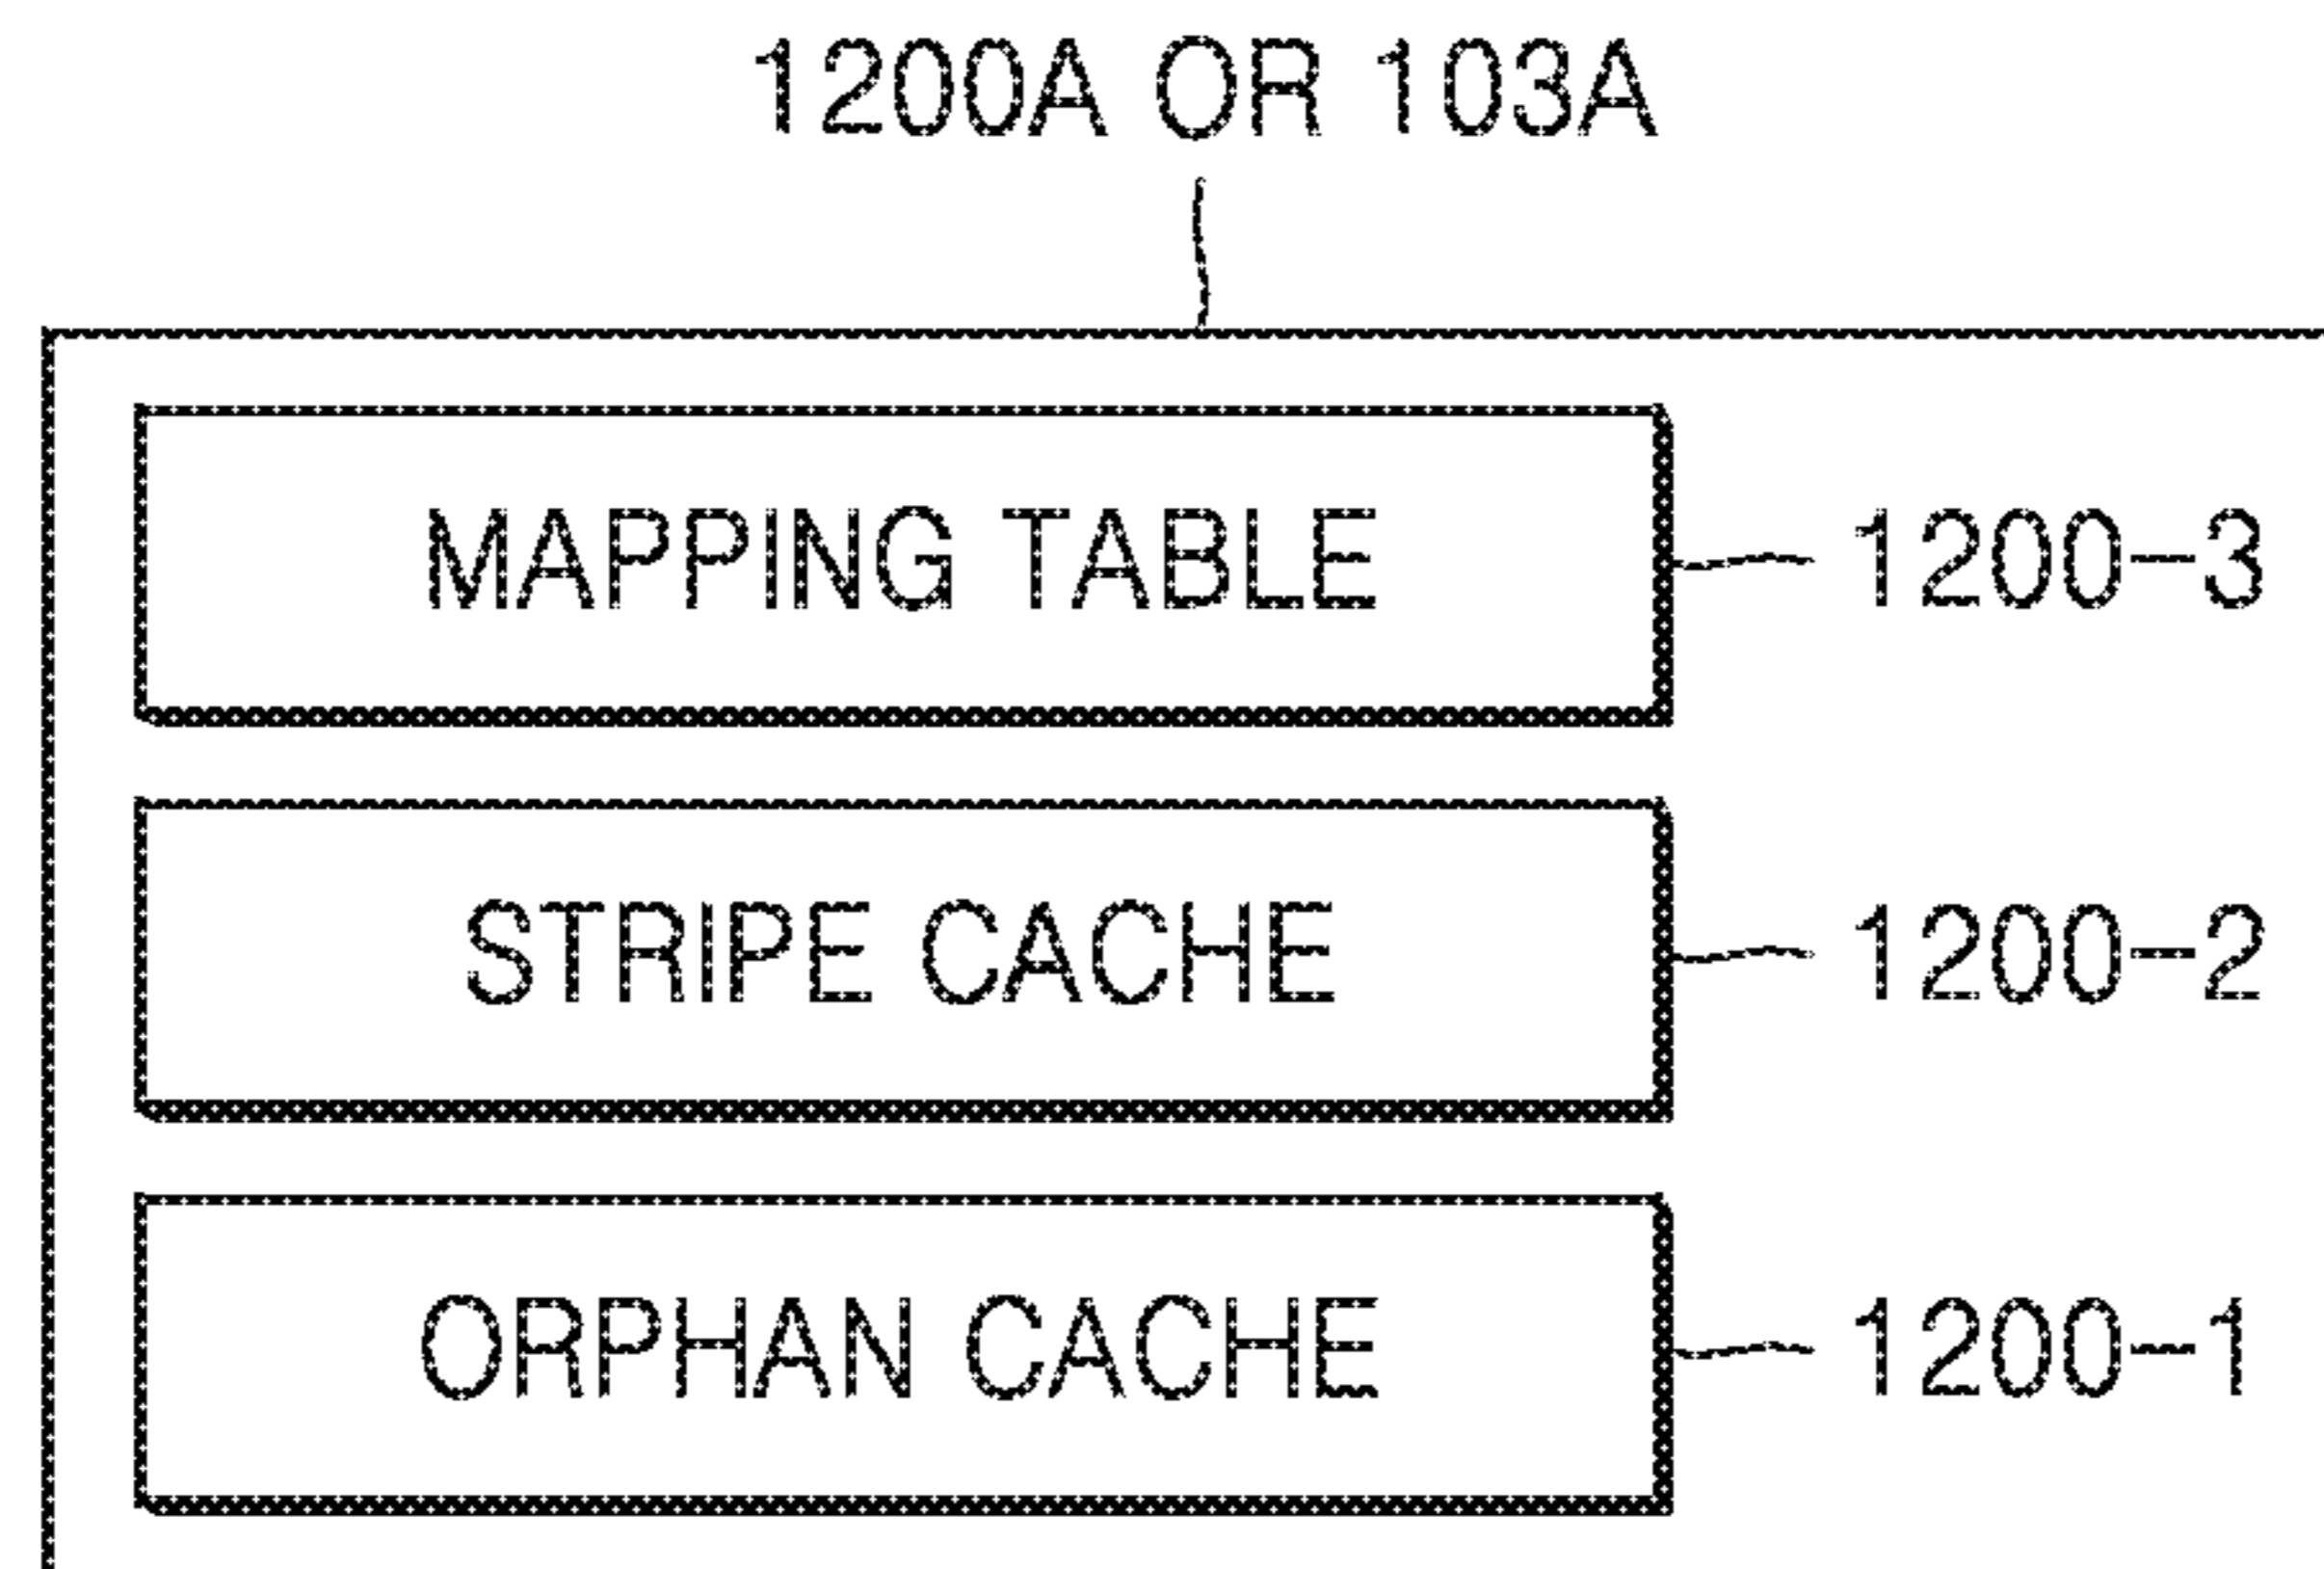 1200A OR 103A
MAPPING TABLE 1200-3
STRIPE CACHE 1200-2
ORPHAN CACHE 1200-1